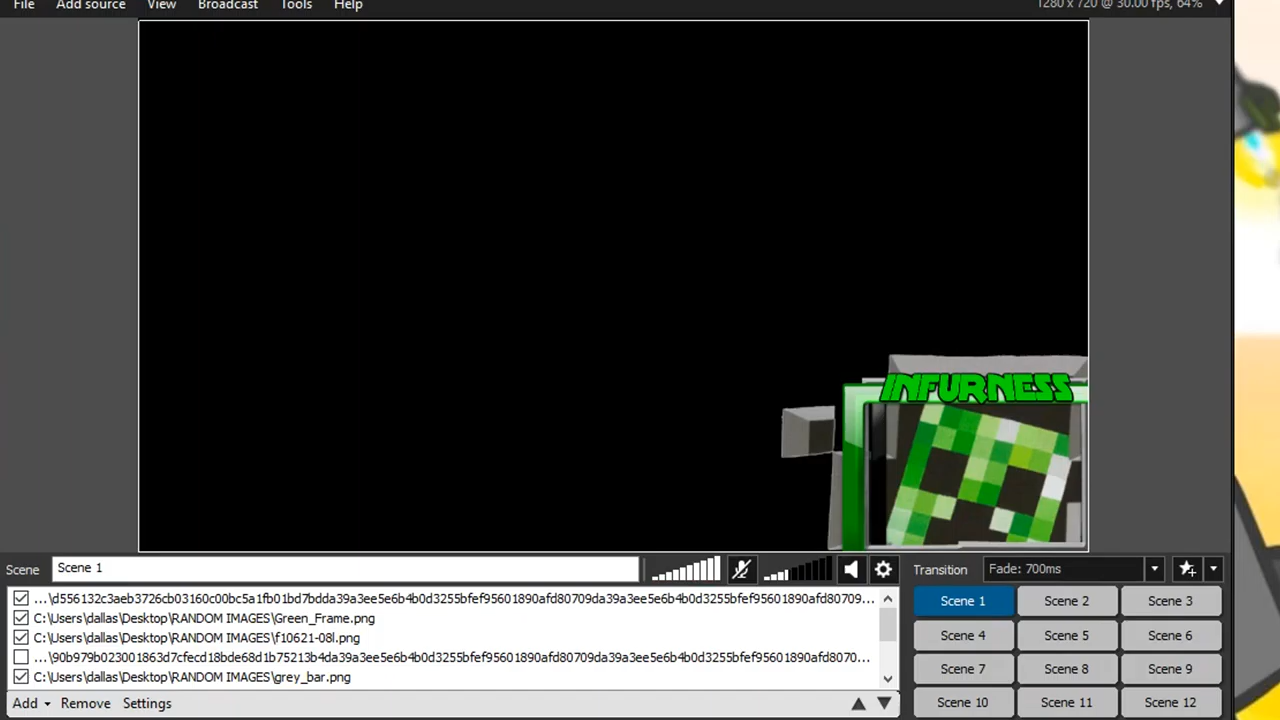 File Add source View Broadcast Tools Help 1280 x 720 @ 30.00 fps, 64%
INFURNESS
Scene Scene 1 Transition Fade: 700ms
...\d556132c3aeb3726cb03160c00bc5a1fb01bd7bdda39a3ee5e6b4b0d3255bfef95601890afd80709da39a3ee5e6b4b0d3255bfef95601890afd80709...
C:\Users\dallas\Desktop\RANDOM IMAGES\Green_Frame.png
C:\Users\dallas\Desktop\RANDOM IMAGES\f10621-08l.png
...\90b979b023001863d7cfecd18bde68d1b75213b4da39a3ee5e6b4b0d3255bfef95601890afd80709da39a3ee5e6b4b0d3255bfef95601890afd8070...
C:\Users\dallas\Desktop\RANDOM IMAGES\grey_bar.png
Add Remove Settings
Scene 1 Scene 2 Scene 3
Scene 4 Scene 5 Scene 6
Scene 7 Scene 8 Scene 9
Scene 10 Scene 11 Scene 12